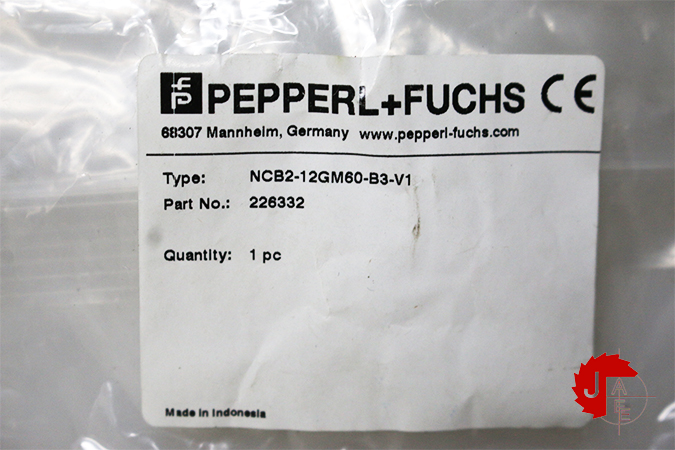 PEPPERL+FUCHS CE
68307 Mannheim, Germany www.pepperl-fuchs.com
Type: NCB2-12GM60-B3-V1
Part No.: 226332
Quantity: 1 pc
Made in Indonesia